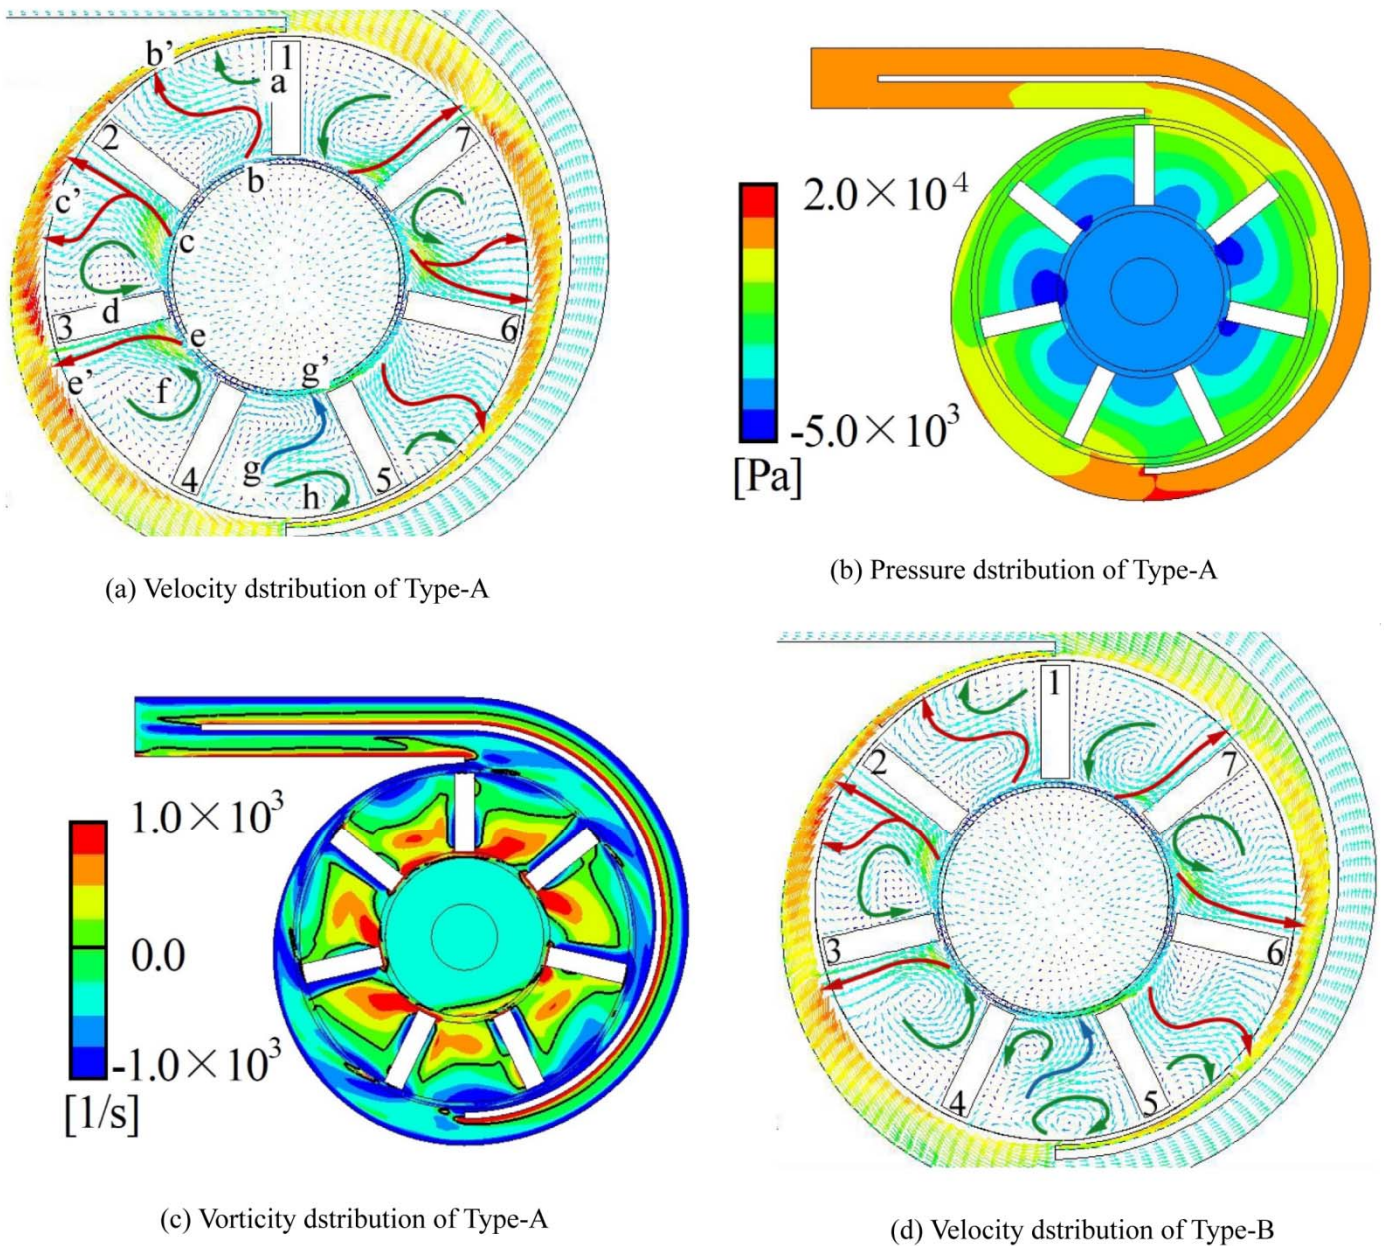 b'
1
a
2
7
b
c'
c
d
3
e
6
e'
f
g'
g
4
5
h
(a) Velocity dstribution of Type-A
2.0×10⁴
-5.0×10³
[Pa]
(b) Pressure dstribution of Type-A
1.0×10³
0.0
-1.0×10³
[1/s]
(c) Vorticity dstribution of Type-A
1
2
7
3
6
4
5
(d) Velocity dstribution of Type-B